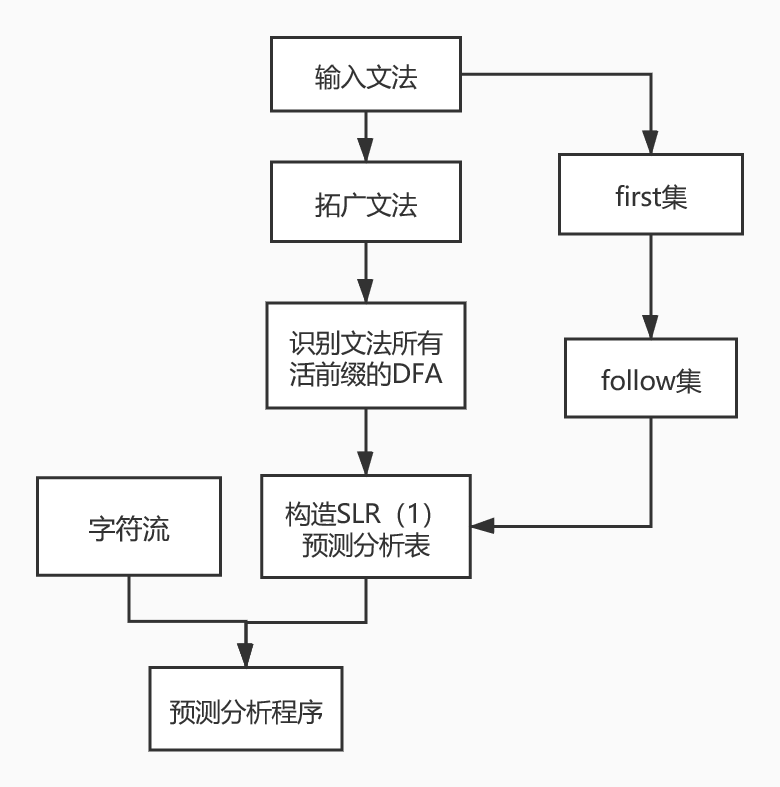 输入文法
first集
拓广文法
识别文法所有
活前缀的DFA
follow集
字符流
构造SLR（1）
预测分析表
预测分析程序